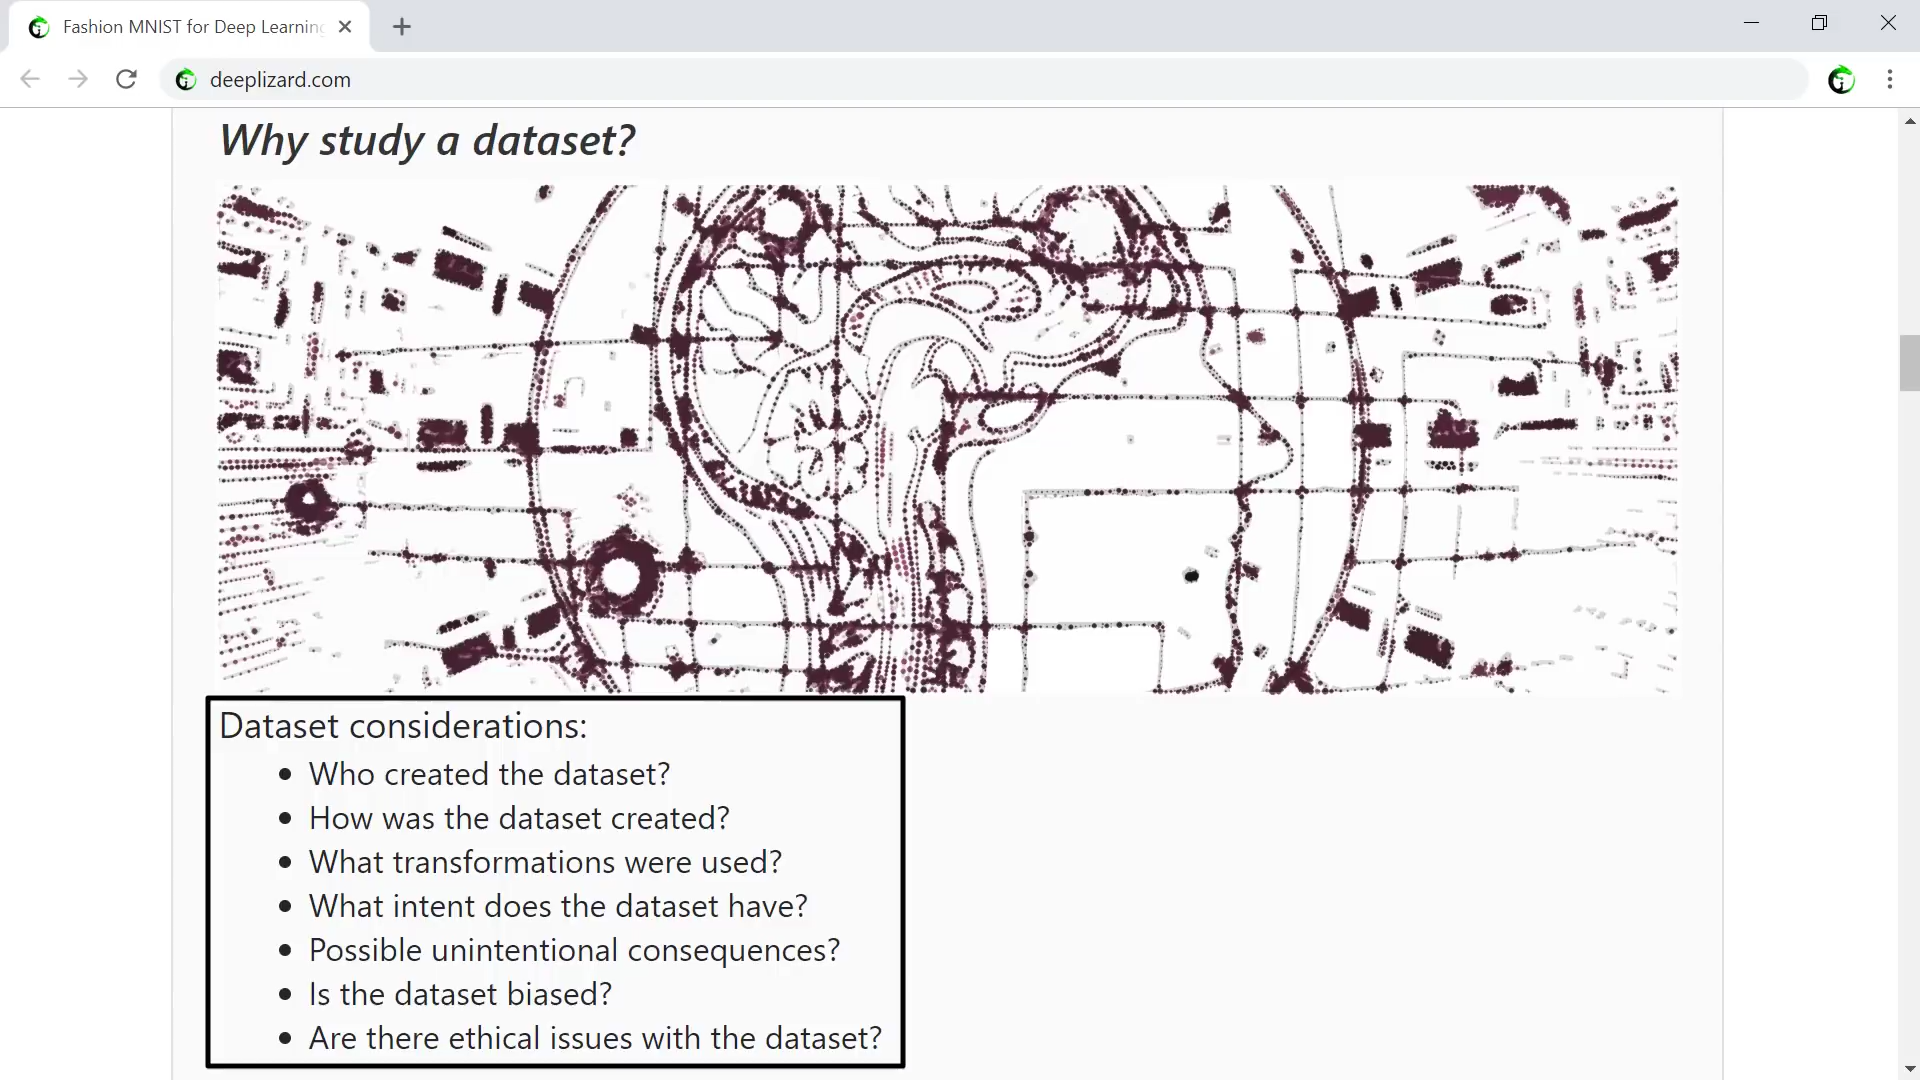 Fashion MNIST for Deep Learning
deeplizard.com
Why study a dataset?
Dataset considerations:
Who created the dataset?
How was the dataset created?
What transformations were used?
What intent does the dataset have?
Possible unintentional consequences?
Is the dataset biased?
Are there ethical issues with the dataset?